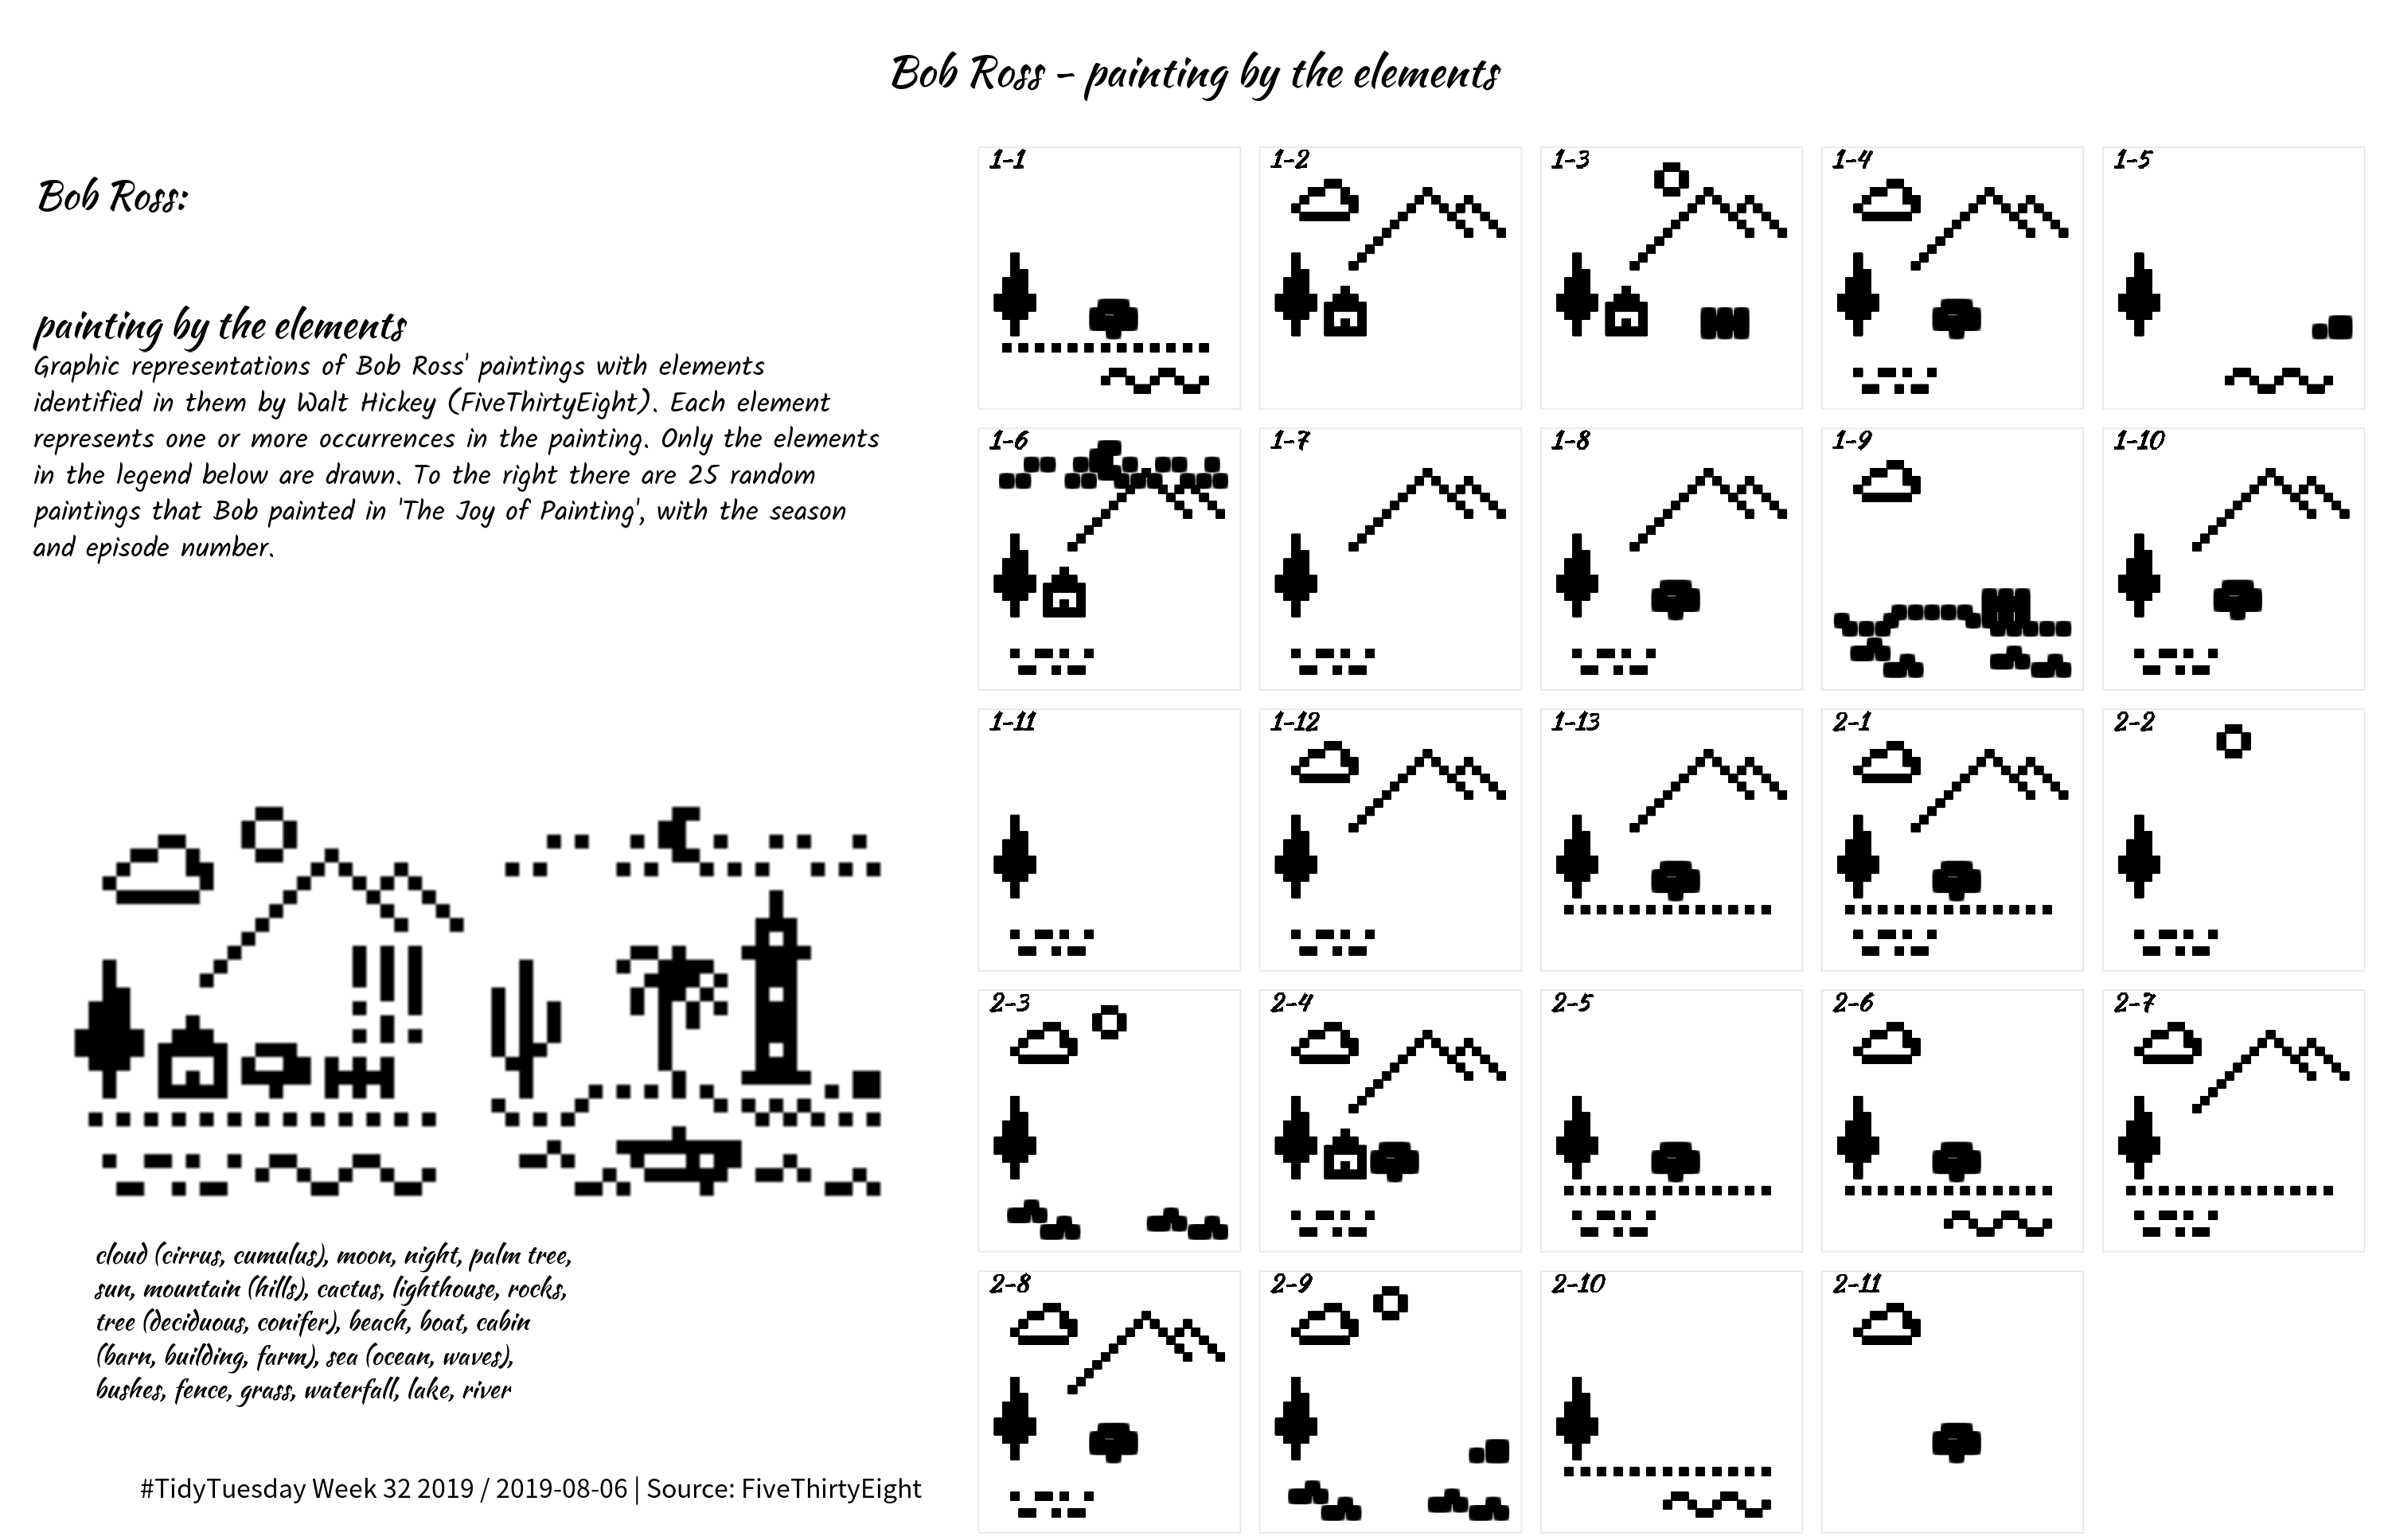 Bob Ross - painting by the elements
Bob Ross:
painting by the elements
Graphic representations of Bob Ross' paintings with elements
identified in them by Walt Hickey (FiveThirtyEight). Each element
represents one or more occurrences in the painting. Only the elements
in the legend below are drawn. To the right there are 25 random
paintings that Bob painted in 'The Joy of Painting', with the season
and episode number.
cloud (cirrus, cumulus), moon, night, palm tree,
sun, mountain (hills), cactus, lighthouse, rocks,
tree (deciduous, conifer), beach, boat, cabin
(barn, building, farm), sea (ocean, waves),
bushes, fence, grass, waterfall, lake, river
#TidyTuesday Week 32 2019 / 2019-08-06 | Source: FiveThirtyEight
1-1 1-2 1-3 1-4 1-5
1-6 1-7 1-8 1-9 1-10
1-11 1-12 1-13 2-1 2-2
2-3 2-4 2-5 2-6 2-7
2-8 2-9 2-10 2-11